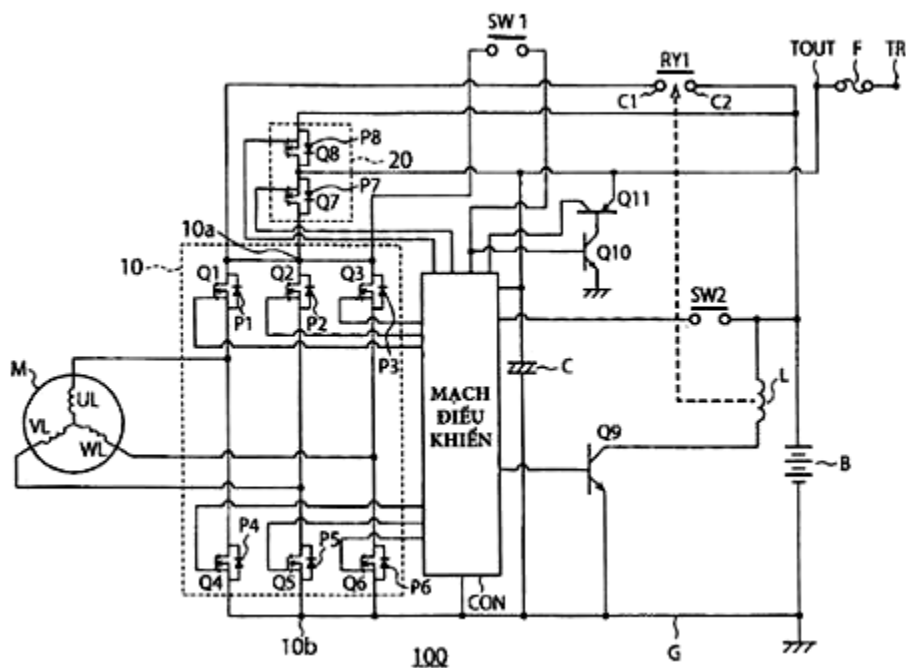 SW 1
TOUT F TR
RY1
C1 C2
P8
Q8 20
P7
Q7
Q11
10a
Q10
10
Q1 Q2 Q3
SW2
P1 P2
P3
M
C
L
UL
MẠCH
ĐIỀU
KHIỂN
VL WL
Q9
B
P4 P5
Q4 Q5 Q6 P6
CON
10b
G
100